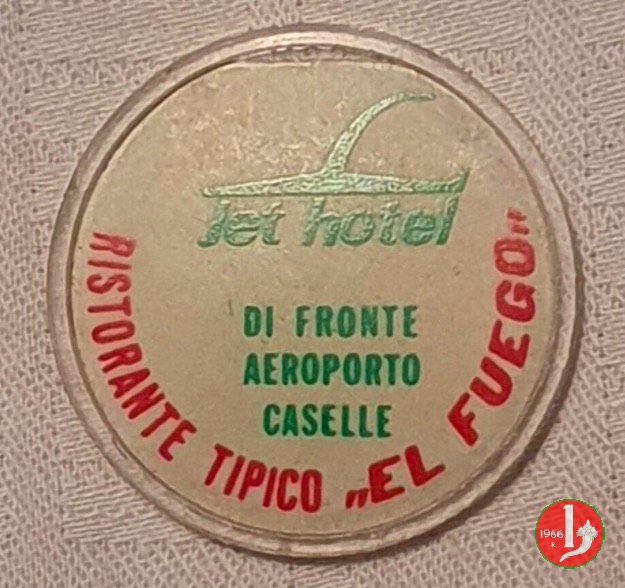 Jet hotel
DI FRONTE
AEROPORTO
CASELLE
RISTORANTE TIPICO „EL FUEGO"
1966